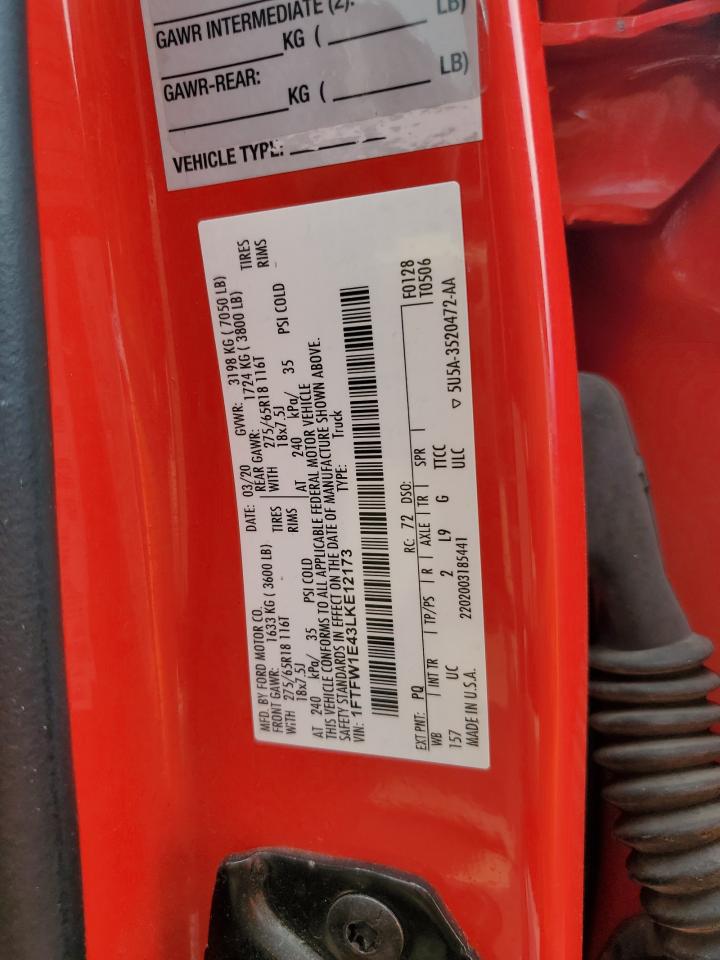 GAWR INTERMEDIATE (2): LB)
KG (
GAWR-REAR: LB)
KG (
VEHICLE TYPE:
MFD. BY FORD MOTOR CO. DATE: 03/20 GVWR: 3198 KG ( 7050 LB)
FRONT GAWR: 1633 KG ( 3600 LB) REAR GAWR: 1724 KG ( 3800 LB)
WITH 275/65R18 116T TIRES WITH 275/65R18 116T TIRES
18x7.5J RIMS 18x7.5J RIMS
AT 240 kPa/ 35 PSI COLD AT 240 kPa/ 35 PSI COLD
THIS VEHICLE CONFORMS TO ALL APPLICABLE FEDERAL MOTOR VEHICLE
SAFETY STANDARDS IN EFFECT ON THE DATE OF MANUFACTURE SHOWN ABOVE.
VIN: 1FTFW1E43LKE12173 TYPE: Truck
EXT PNT: PQ RC: 72 DSO: F0128
WB INT TR TP/PS R AXLE TR SPR T0506
157 UC 2 L9 G TTCC
MADE IN U.S.A. 2202003185441 ULC ▽ 5U5A-3520472-AA